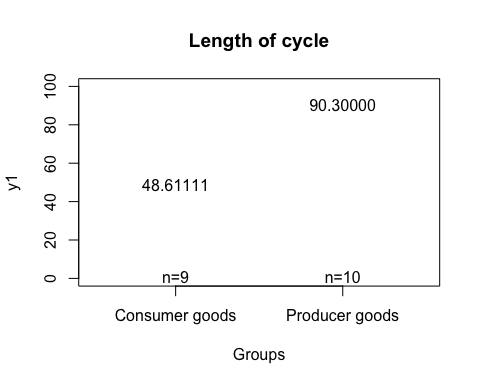 Length of cycle
y1
100
80
60
40
20
0
90.30000
48.61111
n=9 n=10
Consumer goods Producer goods
Groups